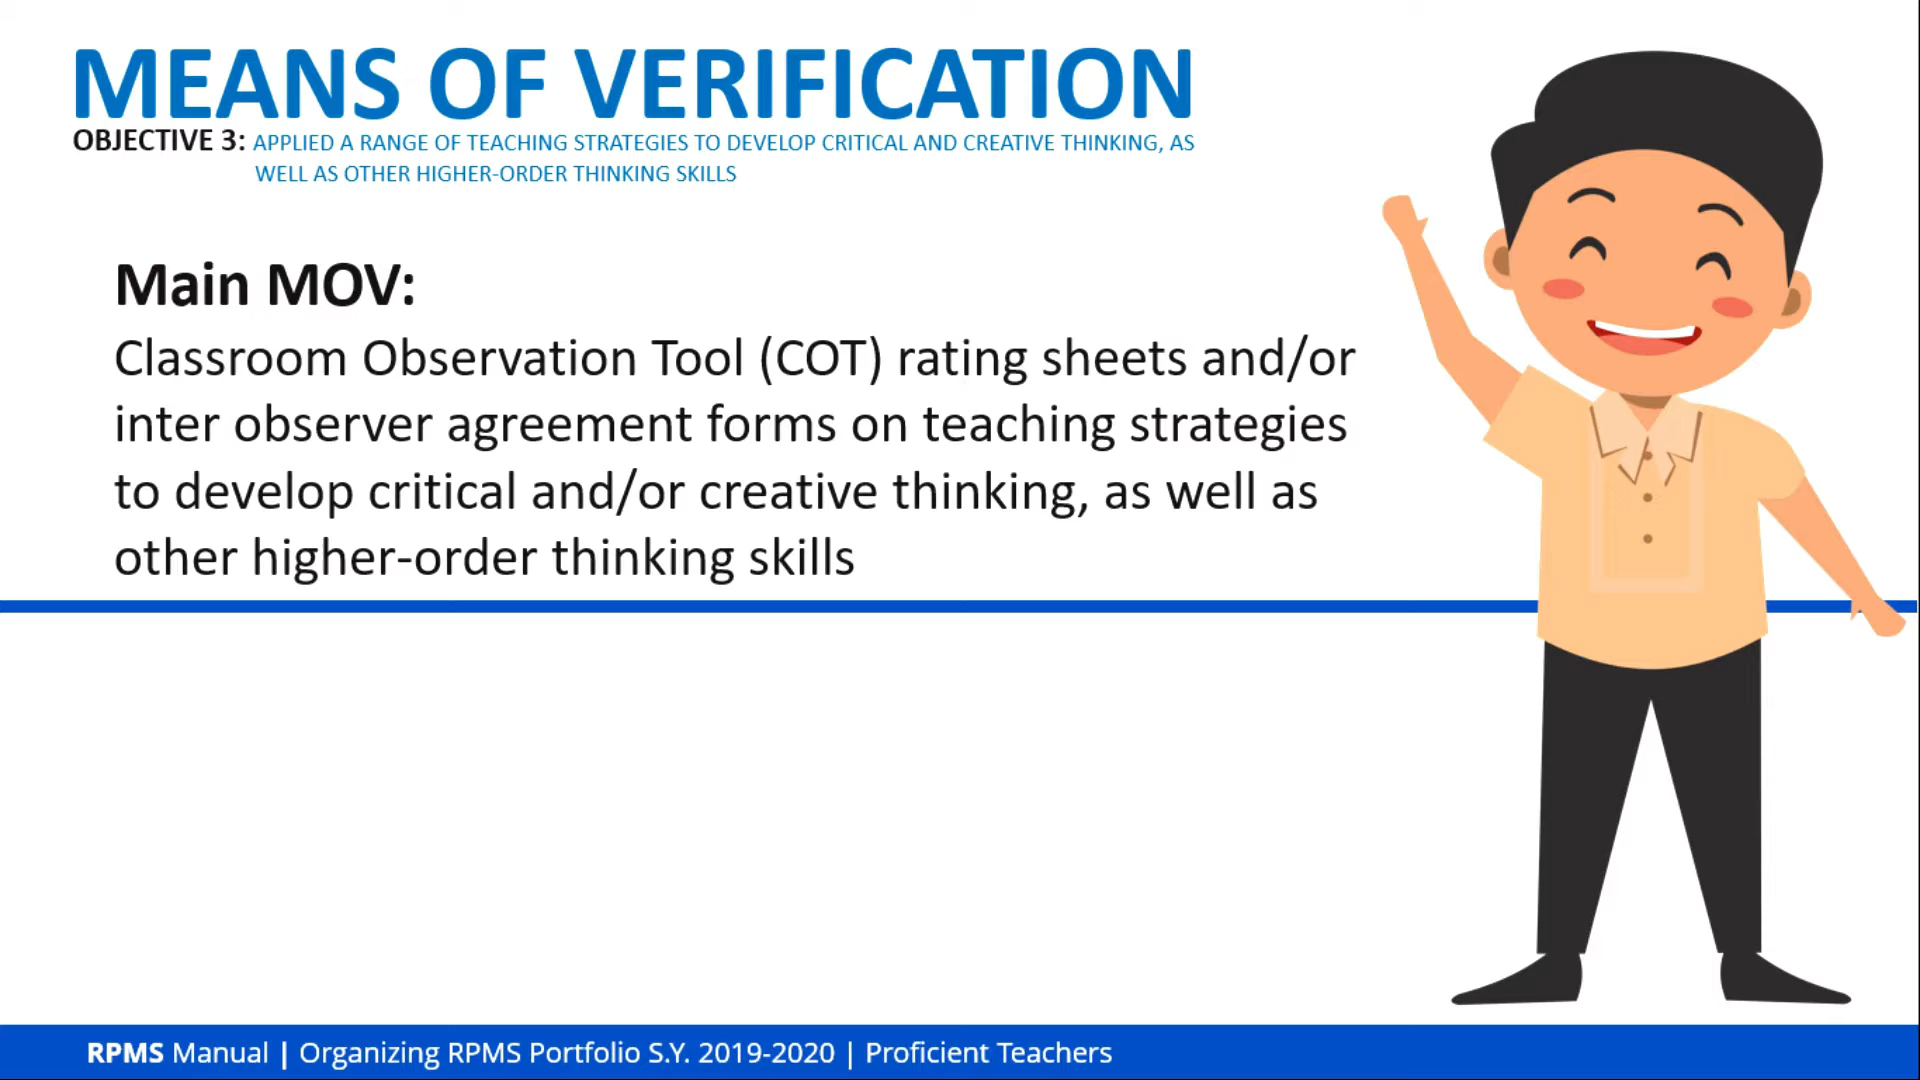 MEANS OF VERIFICATION
OBJECTIVE 3: APPLIED A RANGE OF TEACHING STRATEGIES TO DEVELOP CRITICAL AND CREATIVE THINKING, AS
WELL AS OTHER HIGHER-ORDER THINKING SKILLS
Main MOV:
Classroom Observation Tool (COT) rating sheets and/or
inter observer agreement forms on teaching strategies
to develop critical and/or creative thinking, as well as
other higher-order thinking skills
RPMS Manual | Organizing RPMS Portfolio S.Y. 2019-2020 | Proficient Teachers